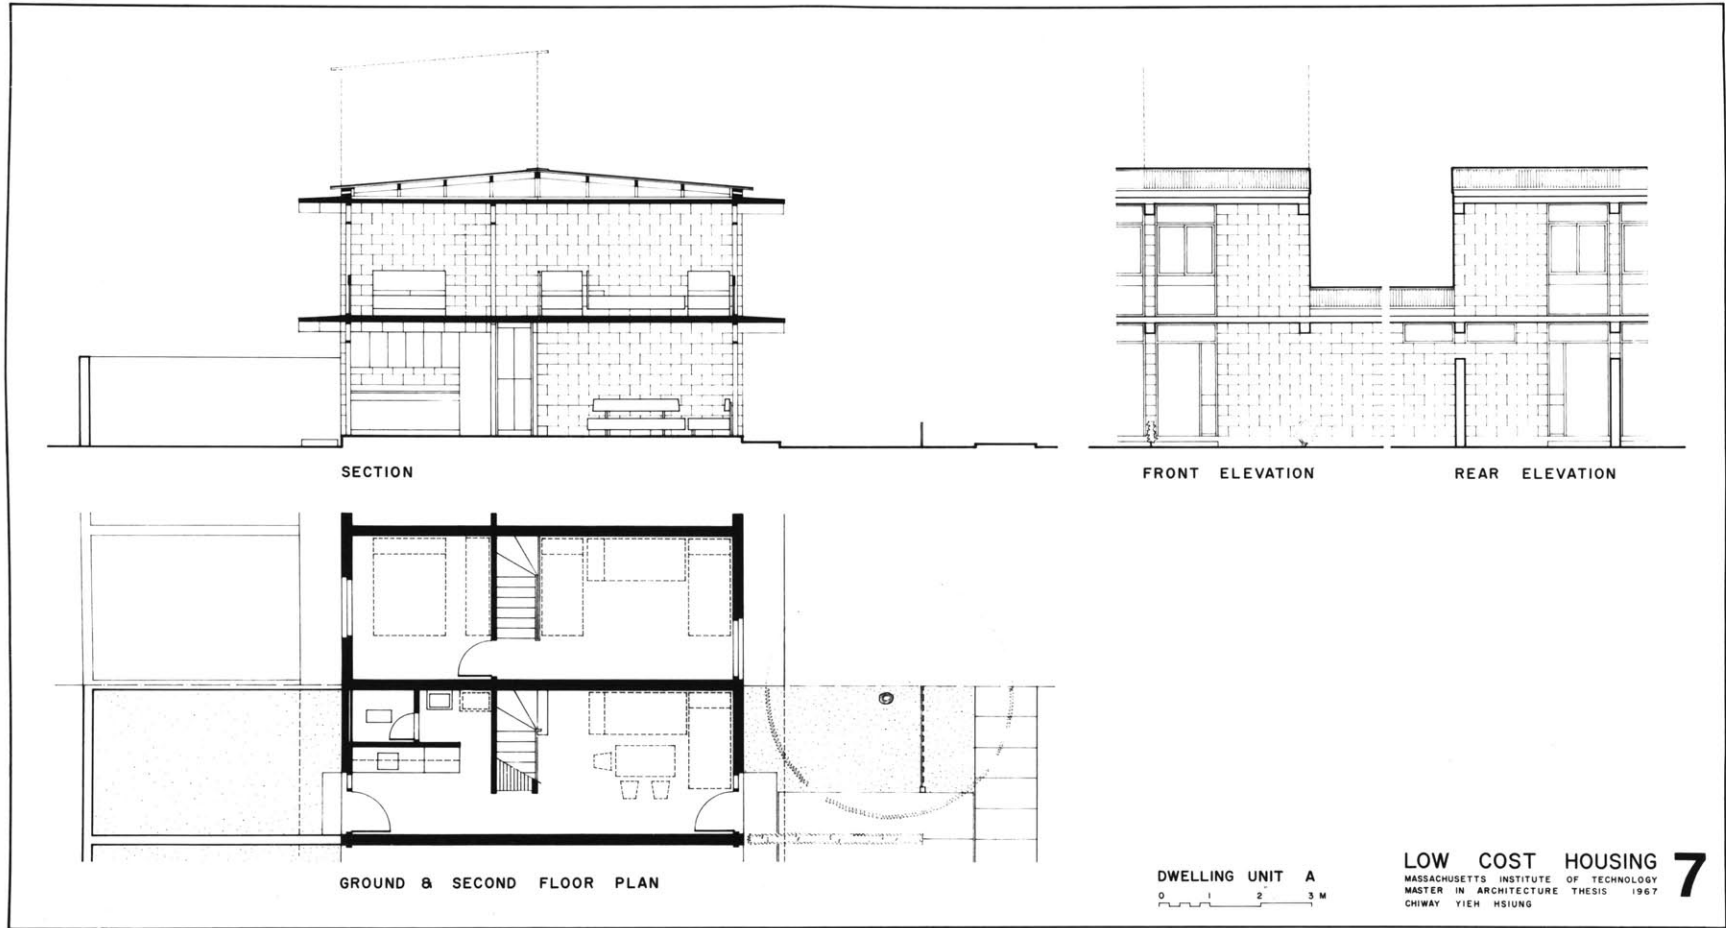 SECTION
FRONT ELEVATION
REAR ELEVATION
GROUND & SECOND FLOOR PLAN
DWELLING UNIT A
0 1 2 3 M
LOW COST HOUSING 7
MASSACHUSETTS INSTITUTE OF TECHNOLOGY
MASTER IN ARCHITECTURE THESIS 1967
CHIWAY YIEH HSIUNG